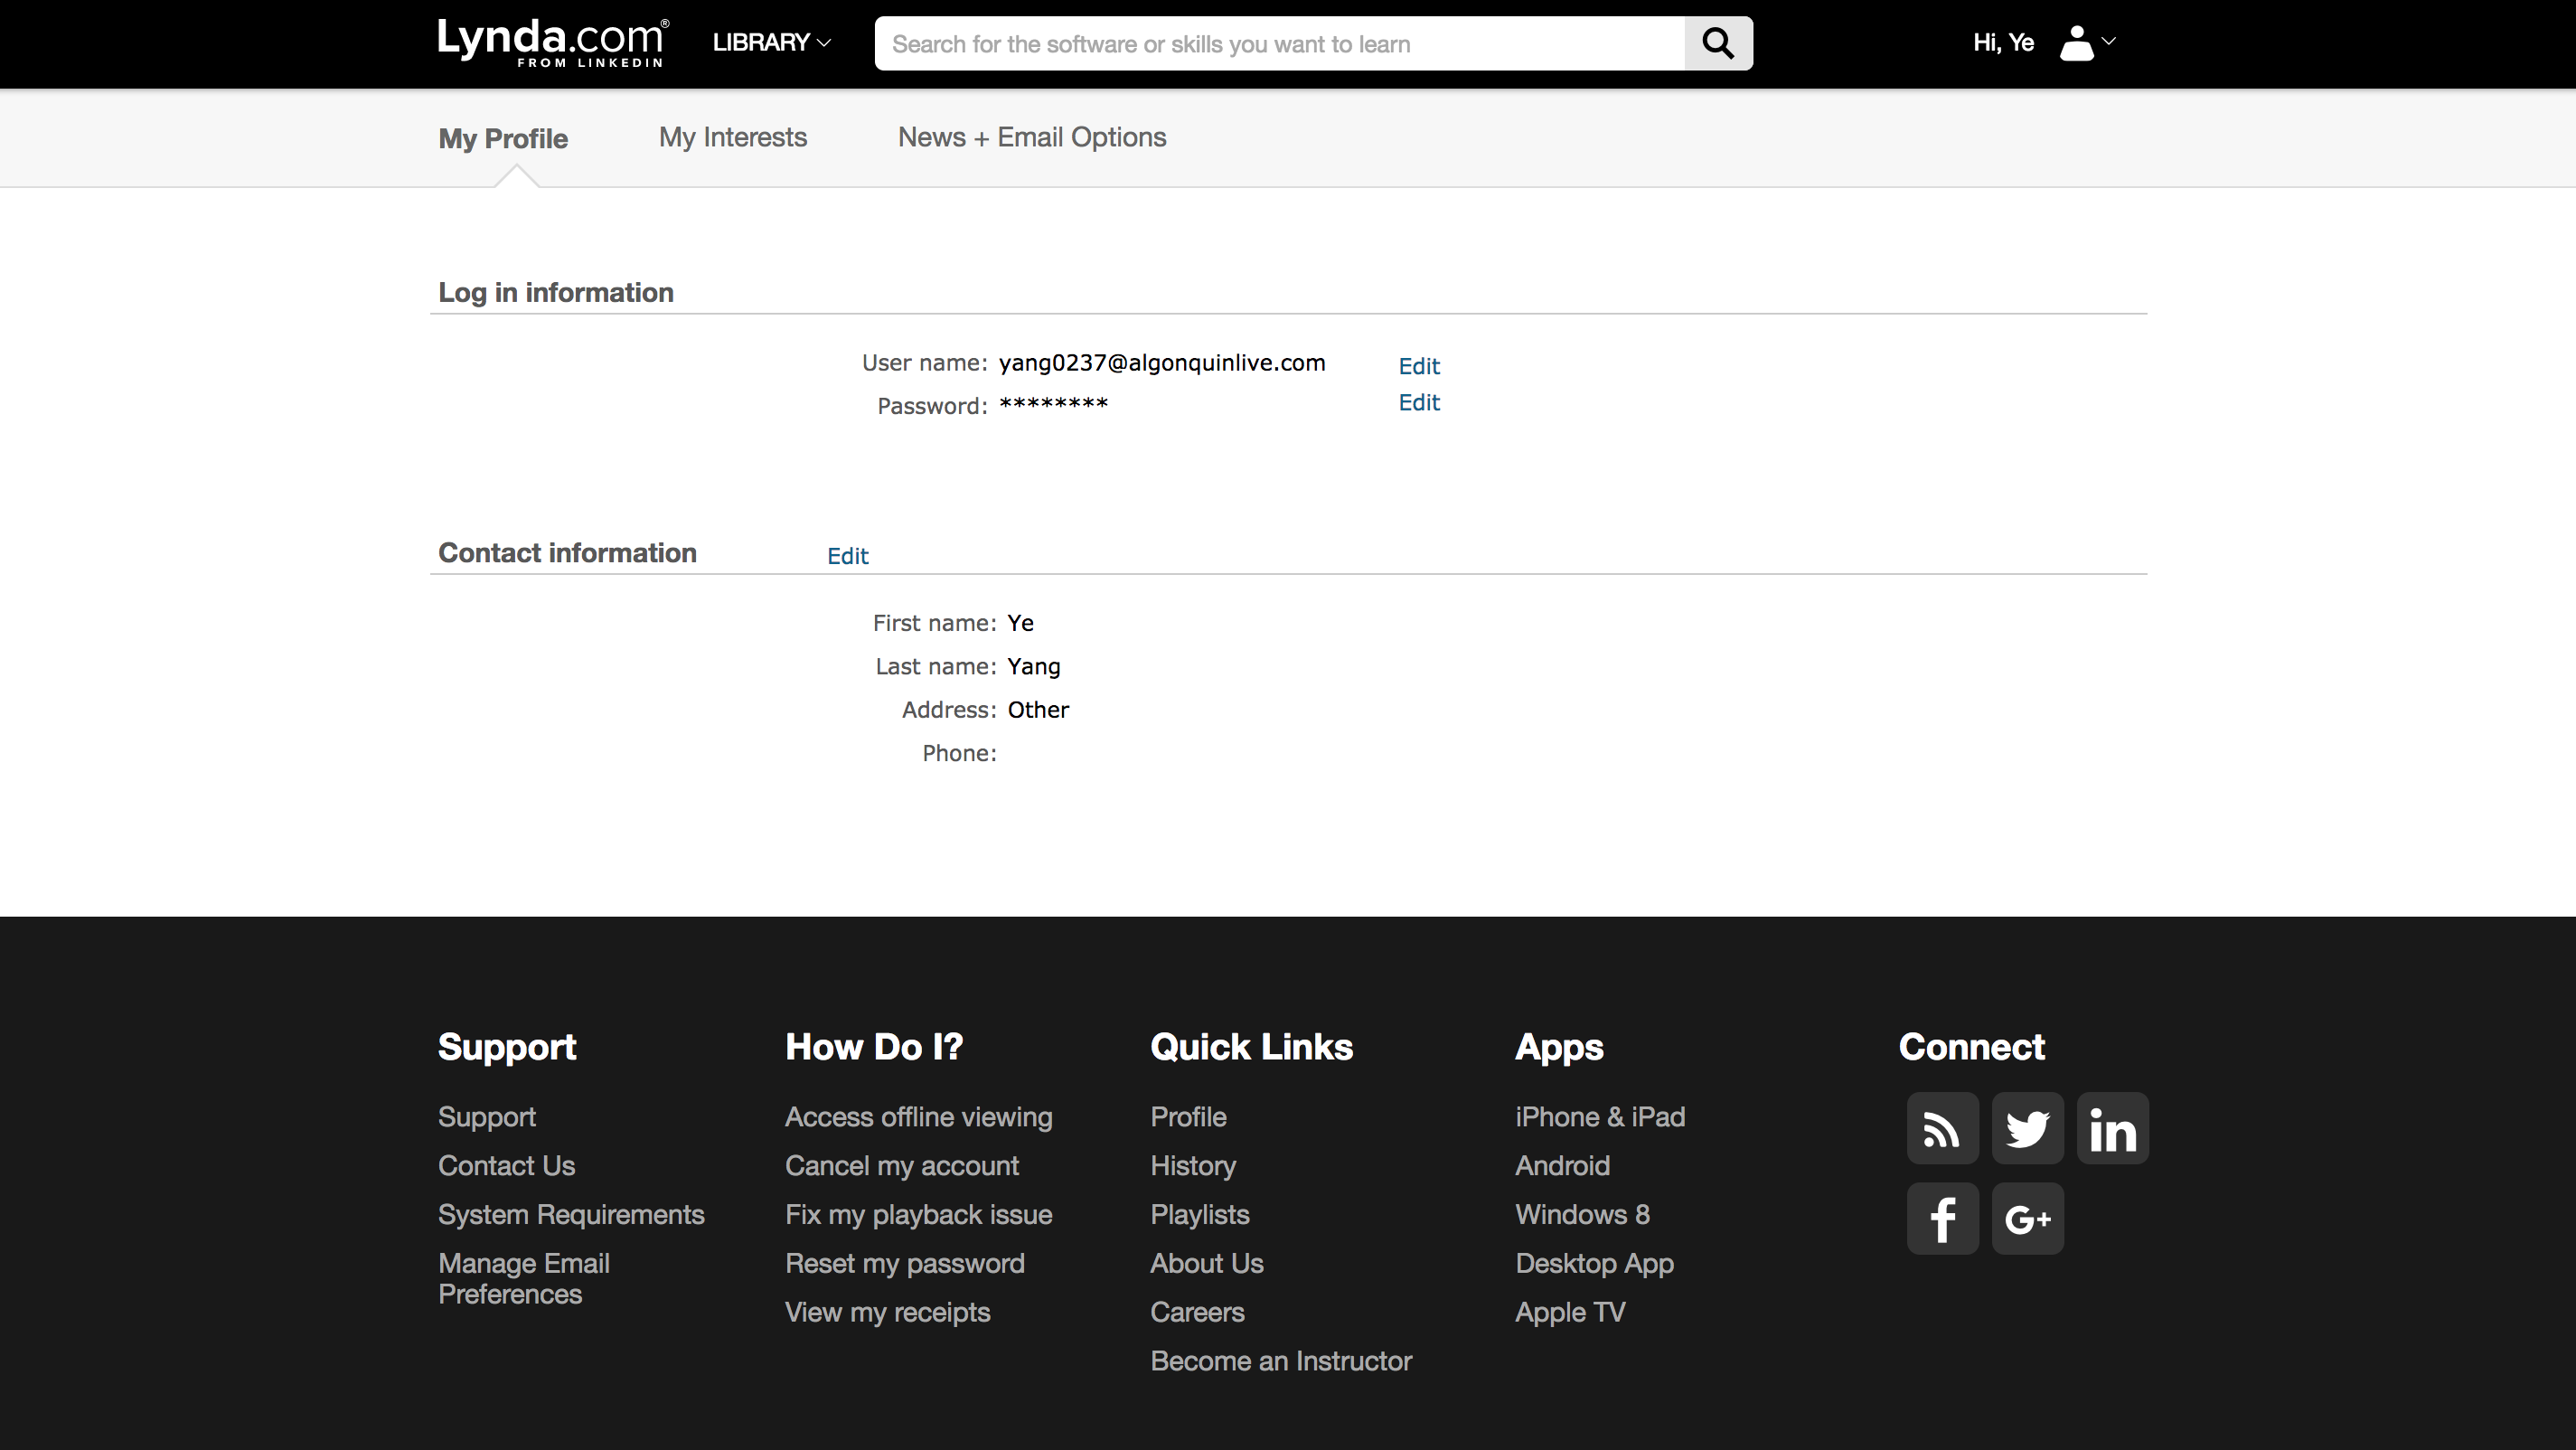 Lynda.com®
FROM LINKEDIN
LIBRARY
Search for the software or skills you want to learn
Hi, Ye
My Profile
My Interests
News + Email Options
Log in information
User name: yang0237@algonquinlive.com Edit
Password: ******** Edit
Contact information Edit
First name: Ye
Last name: Yang
Address: Other
Phone:
Support
Support
Contact Us
System Requirements
Manage Email
Preferences
How Do I?
Access offline viewing
Cancel my account
Fix my playback issue
Reset my password
View my receipts
Quick Links
Profile
History
Playlists
About Us
Careers
Become an Instructor
Apps
iPhone & iPad
Android
Windows 8
Desktop App
Apple TV
Connect
in
f
G+